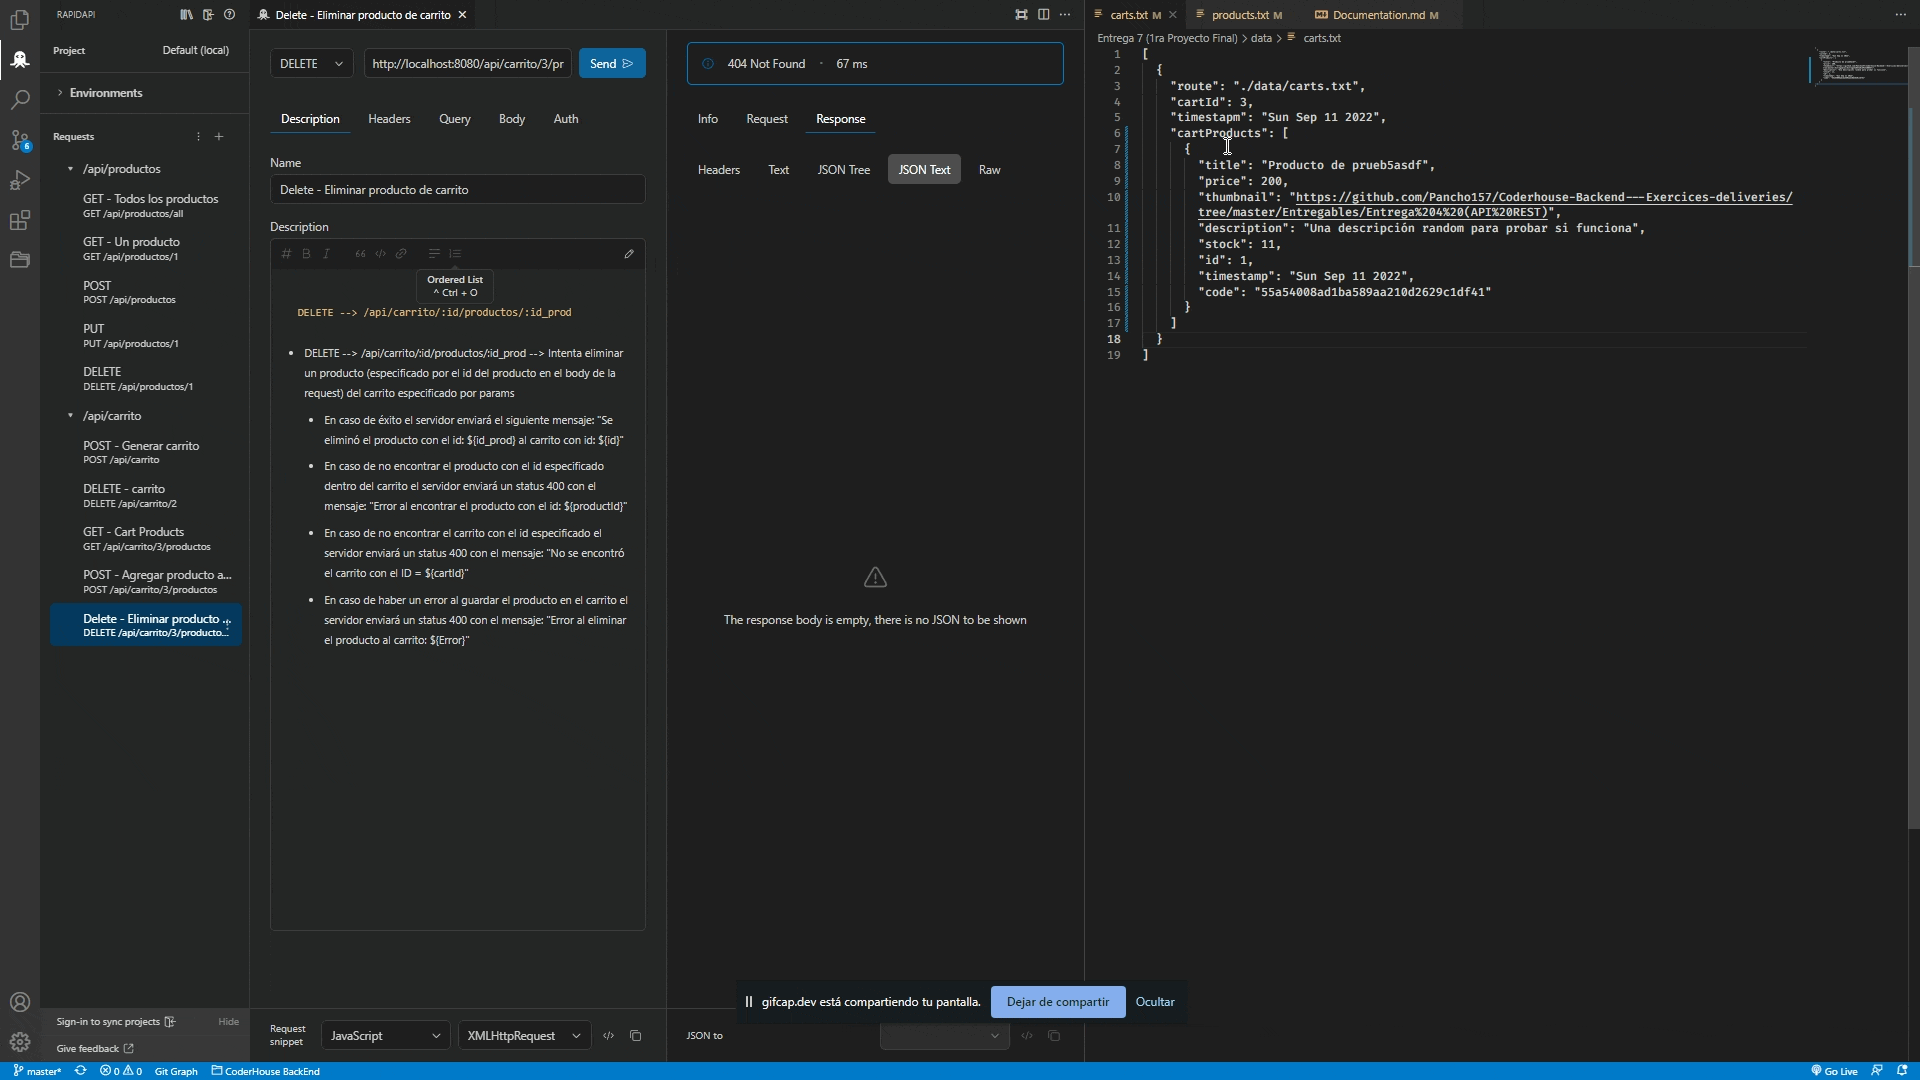 RAPIDAPI
Project
Default (local)
Environments
Requests
/api/productos
GET - Todos los productos
GET /api/productos/all
GET - Un producto
GET /api/productos/1
POST
POST /api/productos
PUT
PUT /api/productos/1
DELETE
DELETE /api/productos/1
/api/carrito
POST - Generar carrito
POST /api/carrito
DELETE - carrito
DELETE /api/carrito/2
GET - Cart Products
GET /api/carrito/3/productos
POST - Agregar producto a...
POST /api/carrito/3/productos
Delete - Eliminar producto ...
DELETE /api/carrito/3/producto...
6
Sign-in to sync projects
Hide
Give feedback
Delete - Eliminar producto de carrito
DELETE
http://localhost:8080/api/carrito/3/pr
Send
Description
Headers
Query
Body
Auth
Name
Delete - Eliminar producto de carrito
Description
Ordered List
^ Ctrl + O
DELETE --> /api/carrito/:id/productos/:id_prod
• DELETE --> /api/carrito/:id/productos/:id_prod --> Intenta eliminar
un producto (especificado por el id del producto en el body de la
request) del carrito especificado por params
• En caso de éxito el servidor enviará el siguiente mensaje: "Se
eliminó el producto con el id: ${id_prod} al carrito con id: ${id}"
• En caso de no encontrar el producto con el id especificado
dentro del carrito el servidor enviará un status 400 con el
mensaje: "Error al encontrar el producto con el id: ${productId}"
• En caso de no encontrar el carrito con el id especificado el
servidor enviará un status 400 con el mensaje: "No se encontró
el carrito con el ID = ${cartId}"
• En caso de haber un error al guardar el producto en el carrito el
servidor enviará un status 400 con el mensaje: "Error al eliminar
el producto al carrito: ${Error}"
Request
snippet
JavaScript
XMLHttpRequest
404 Not Found · 67 ms
Info
Request
Response
Headers
Text
JSON Tree
JSON Text
Raw
The response body is empty, there is no JSON to be shown
JSON to
gifcap.dev está compartiendo tu pantalla.
Dejar de compartir
Ocultar
carts.txt M
products.txt M
Documentation.md M
Entrega 7 (1ra Proyecto Final) > data > carts.txt
1 [
2 {
3 "route": "./data/carts.txt",
4 "cartId": 3,
5 "timestapm": "Sun Sep 11 2022",
6 "cartProducts": [
7 {
8 "title": "Producto de prueb5asdf",
9 "price": 200,
10 "thumbnail": "https://github.com/Pancho157/Coderhouse-Backend---Exercices-deliveries/
tree/master/Entregables/Entrega%204%20(API%20REST)",
11 "description": "Una descripción random para probar si funciona",
12 "stock": 11,
13 "id": 1,
14 "timestamp": "Sun Sep 11 2022",
15 "code": "55a54008ad1ba589aa210d2629c1df41"
16 }
17 ]
18 }
19 ]
master*
0 0
Git Graph
CoderHouse BackEnd
Go Live